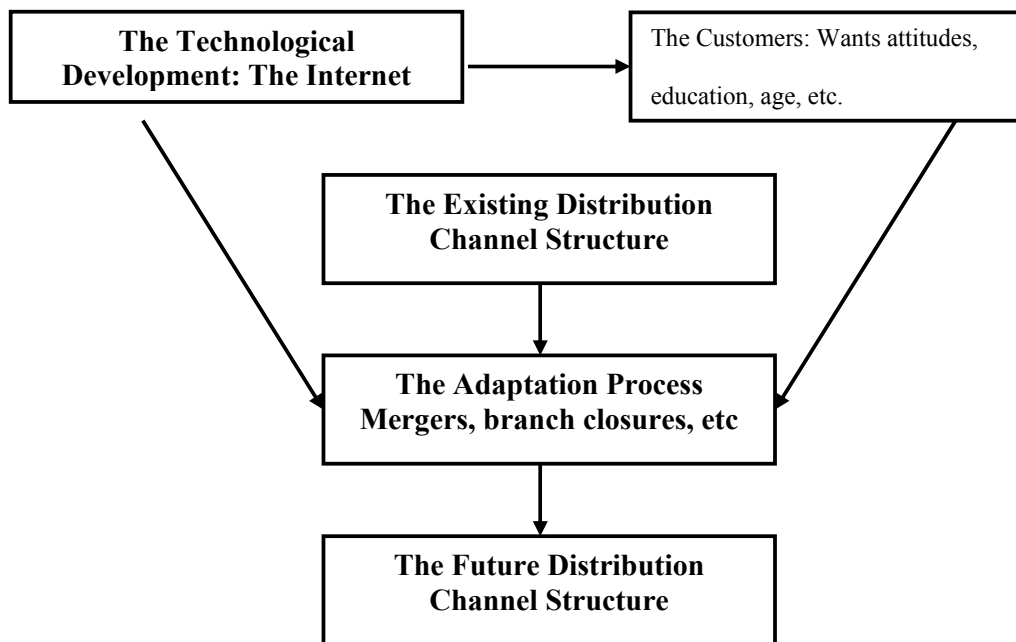 The Technological
Development: The Internet
The Customers: Wants attitudes,
education, age, etc.
The Existing Distribution
Channel Structure
The Adaptation Process
Mergers, branch closures, etc
The Future Distribution
Channel Structure